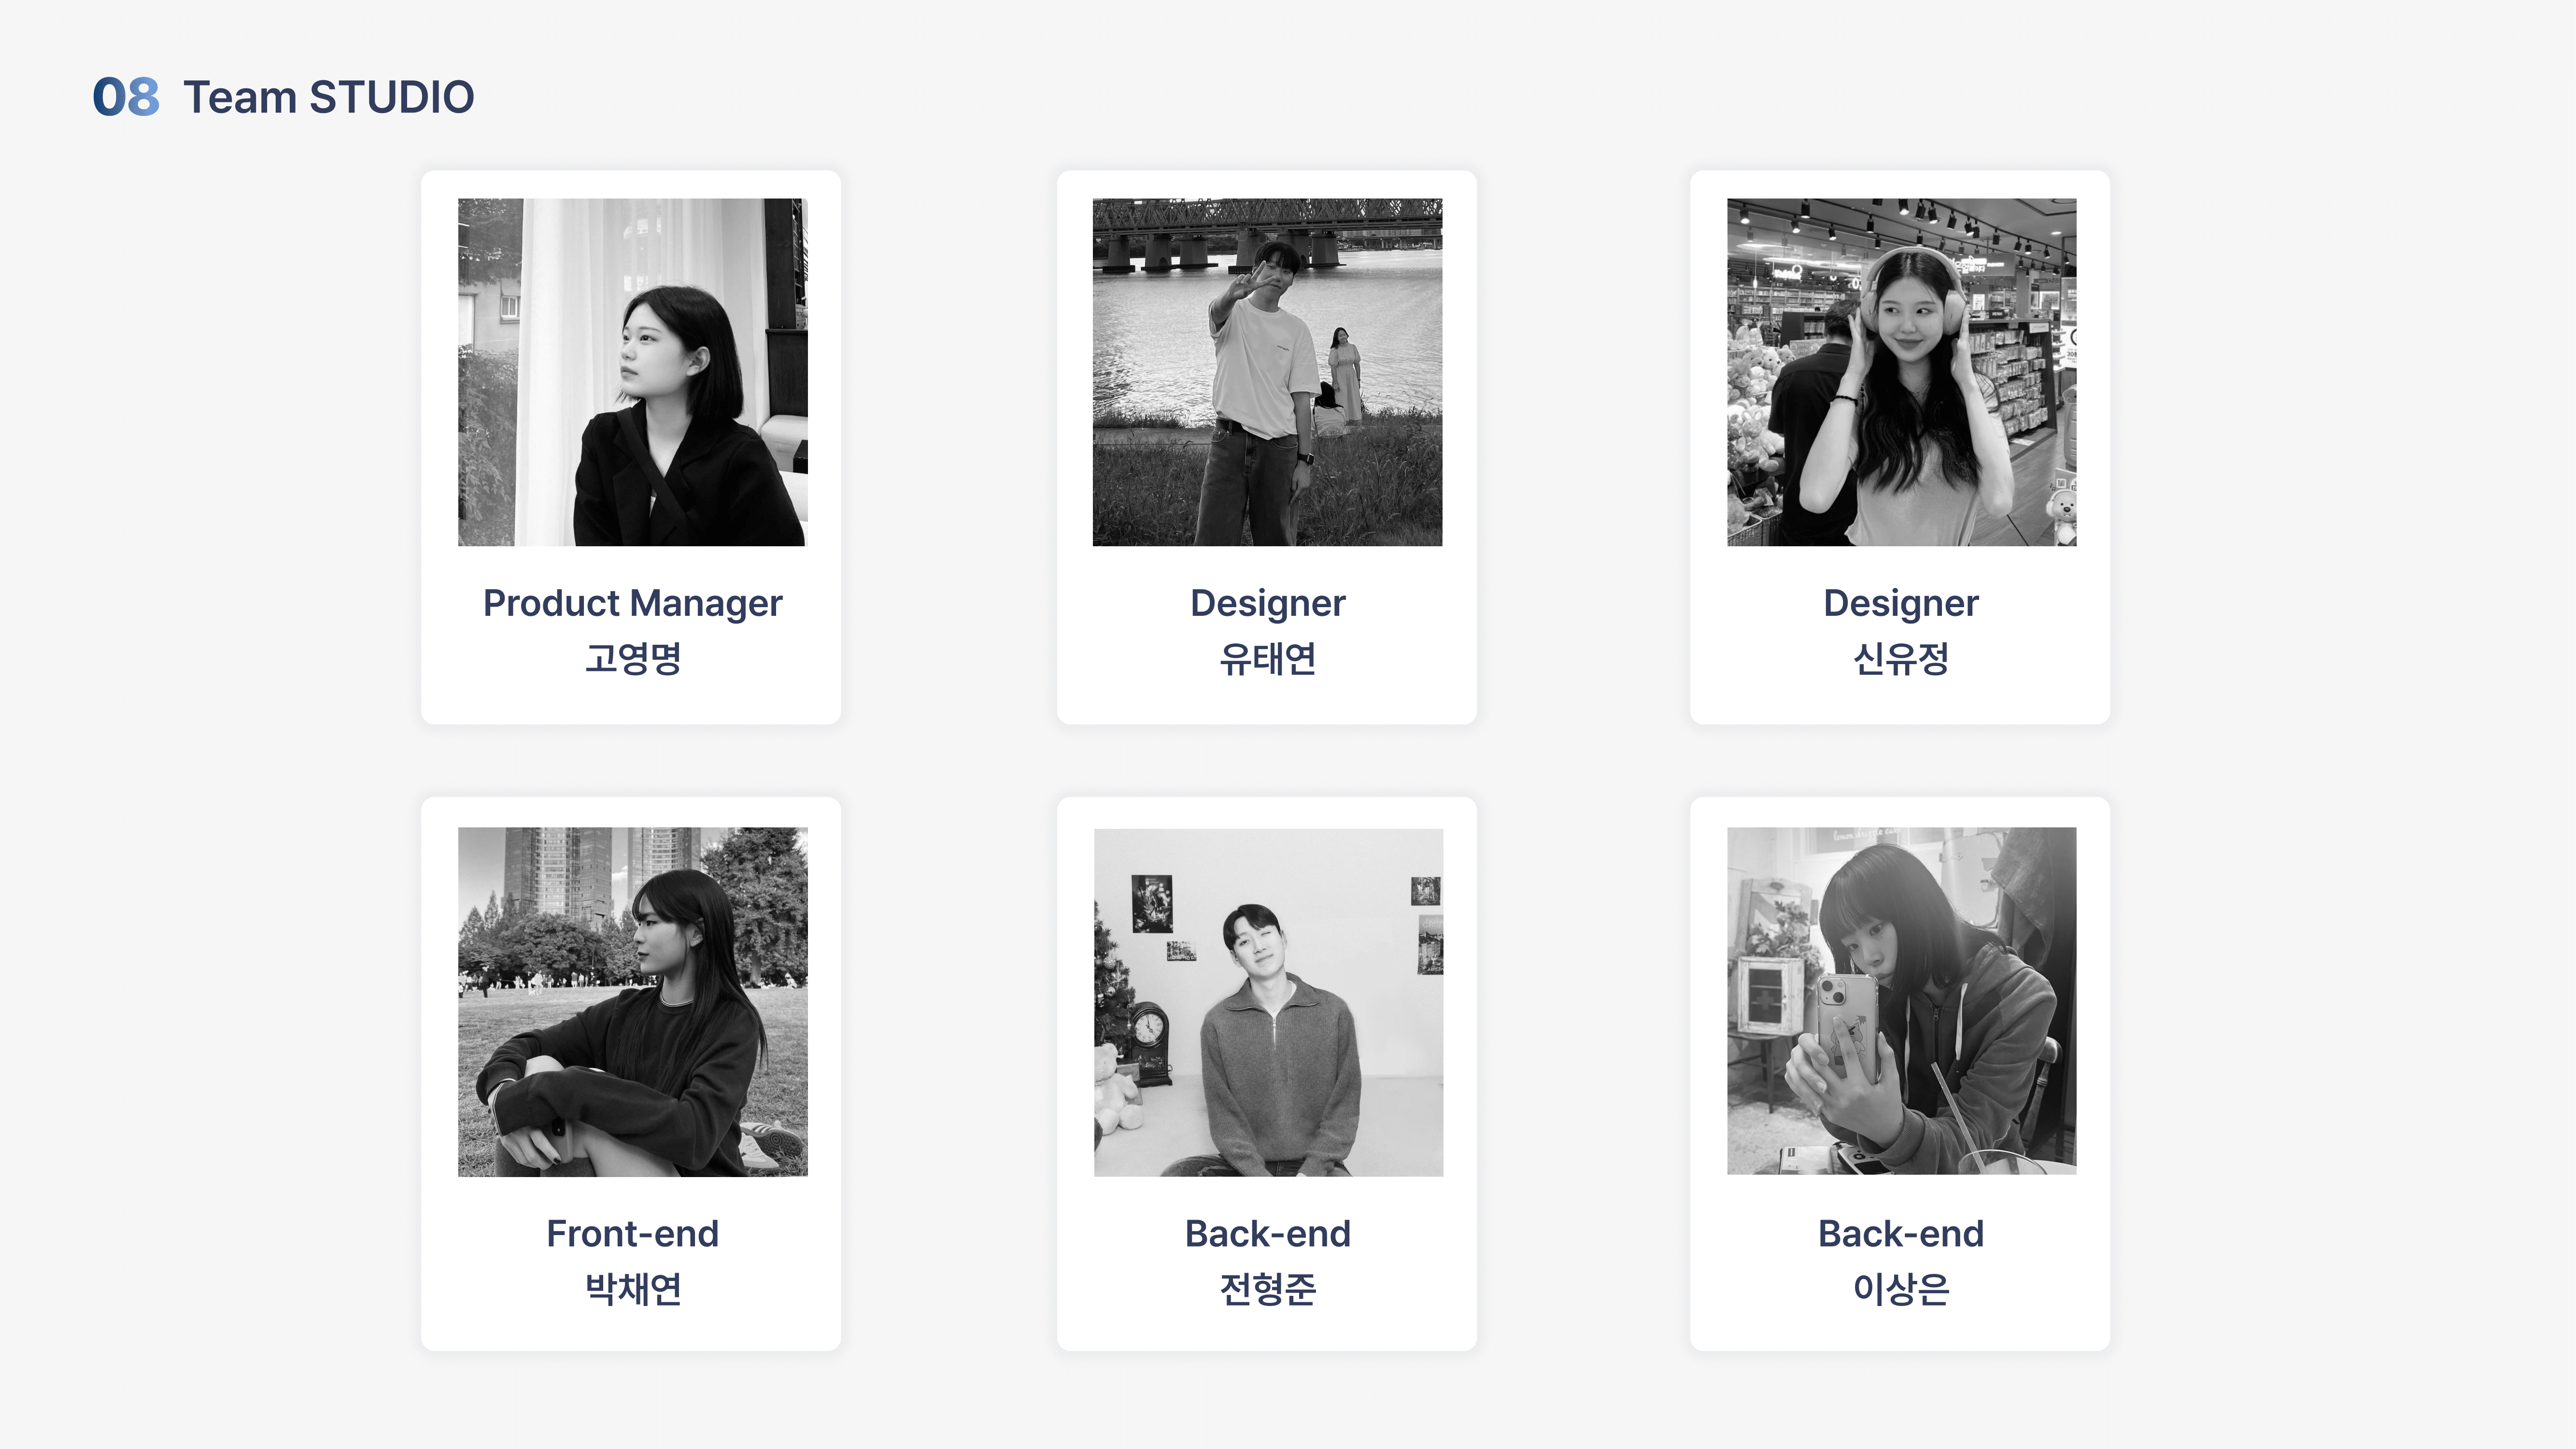 08 Team STUDIO
Product Manager
고영명
Designer
유태연
Designer
신유정
Front-end
박채연
Back-end
전형준
Back-end
이상은